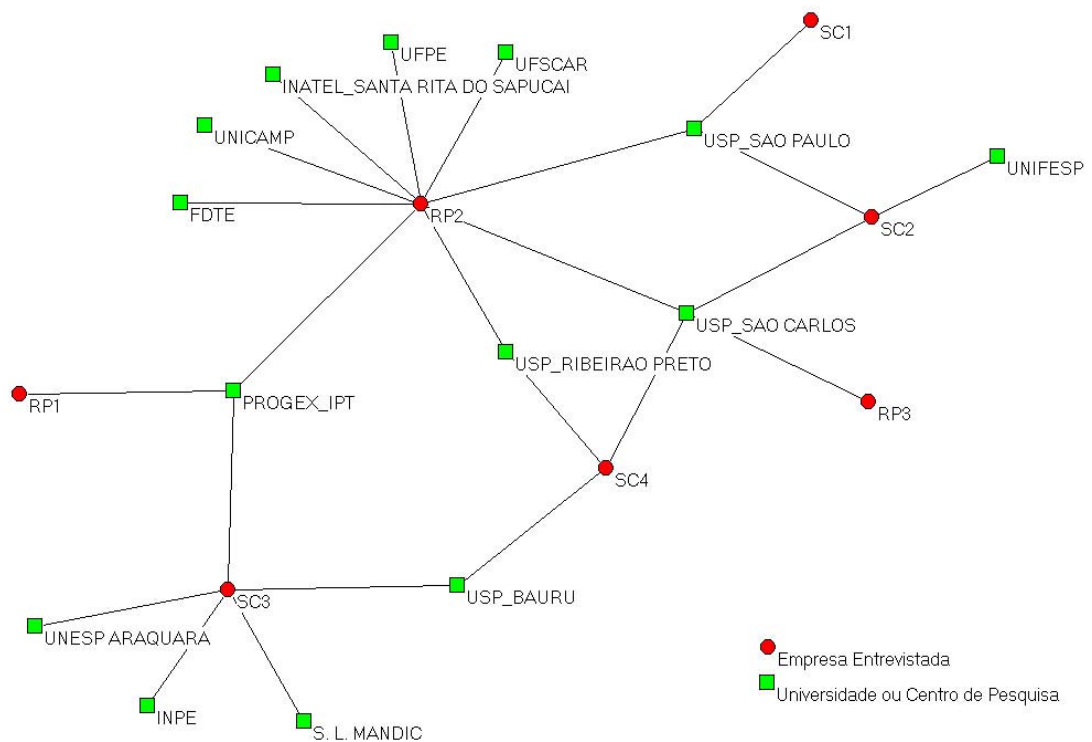 SC1
UFPE
UFSCAR
INATEL_SANTA RITA DO SAPUCAI
UNICAMP
USP_SAO PAULO
UNIFESP
FDTE
RP2
SC2
USP_SAO CARLOS
USP_RIBEIRAO PRETO
RP1
PROGEX_IPT
RP3
SC4
SC3
USP_BAURU
UNESP ARAQUARA
INPE
S. L. MANDIC
Empresa Entrevistada
Universidade ou Centro de Pesquisa